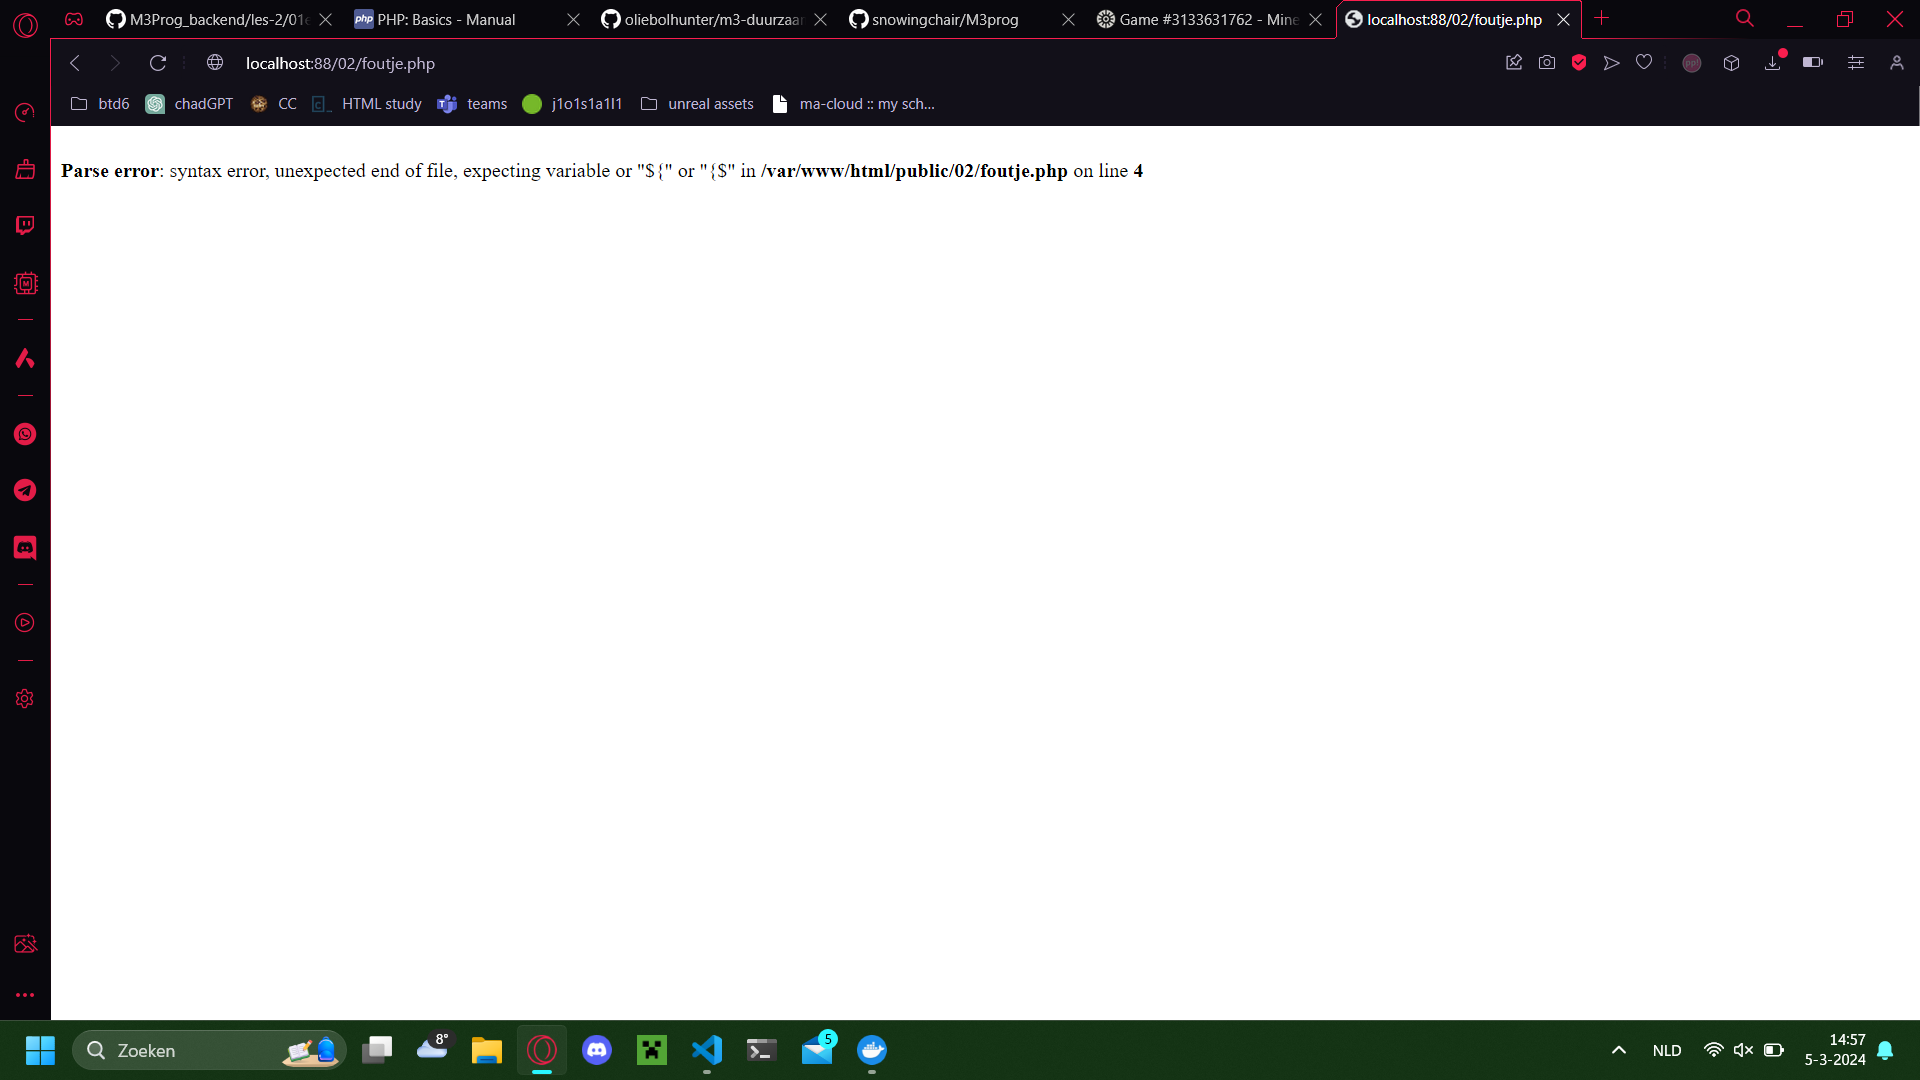 M3Prog_backend/les-2/01e
PHP: Basics - Manual
oliebolhunter/m3-duurzaar
snowingchair/M3prog
Game #3133631762 - Mine
localhost:88/02/foutje.php
localhost:88/02/foutje.php
btd6
chadGPT
CC
HTML study
teams
j1o1s1a1l1
unreal assets
ma-cloud :: my sch...
Parse error: syntax error, unexpected end of file, expecting variable or "${" or "{$" in /var/www/html/public/02/foutje.php on line 4
Zoeken
8°
5
NLD
14:57
5-3-2024